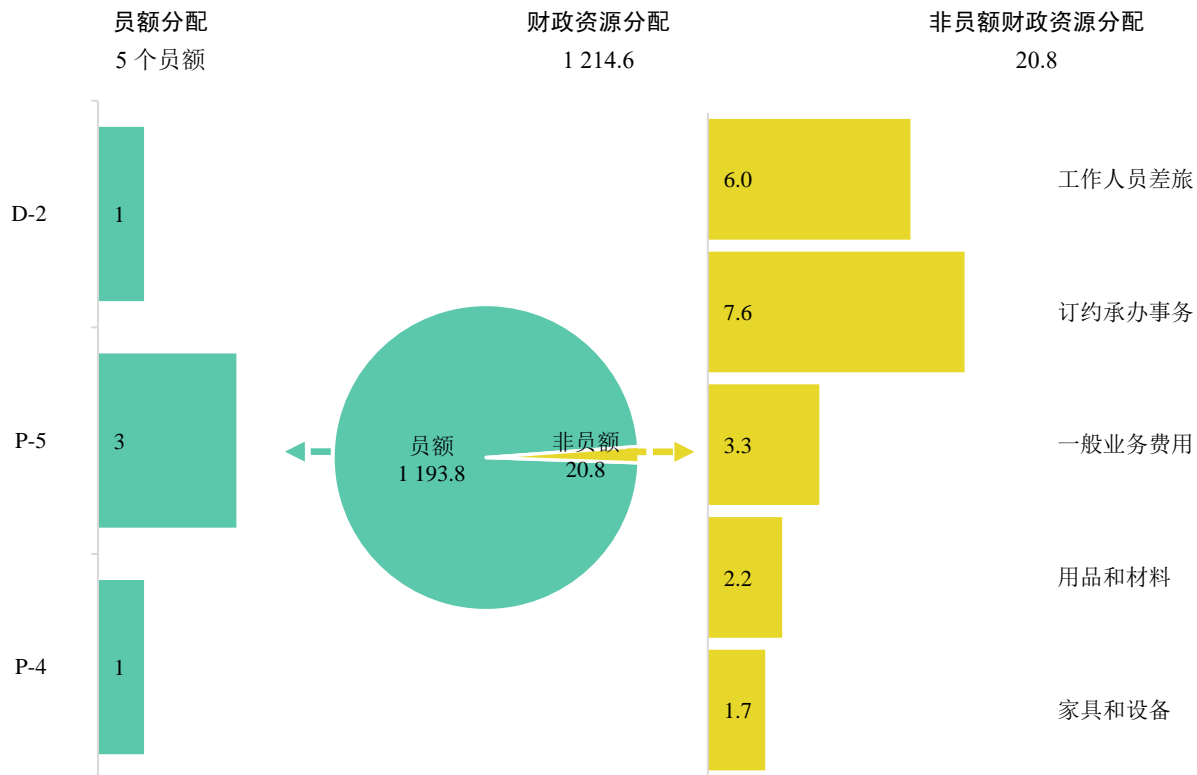 员额分配
5 个员额
财政资源分配
1 214.6
非员额财政资源分配
20.8
D-2
1
P-5
3
P-4
1
员额
1 193.8
非员额
20.8
6.0
工作人员差旅
7.6
订约承办事务
3.3
一般业务费用
2.2
用品和材料
1.7
家具和设备